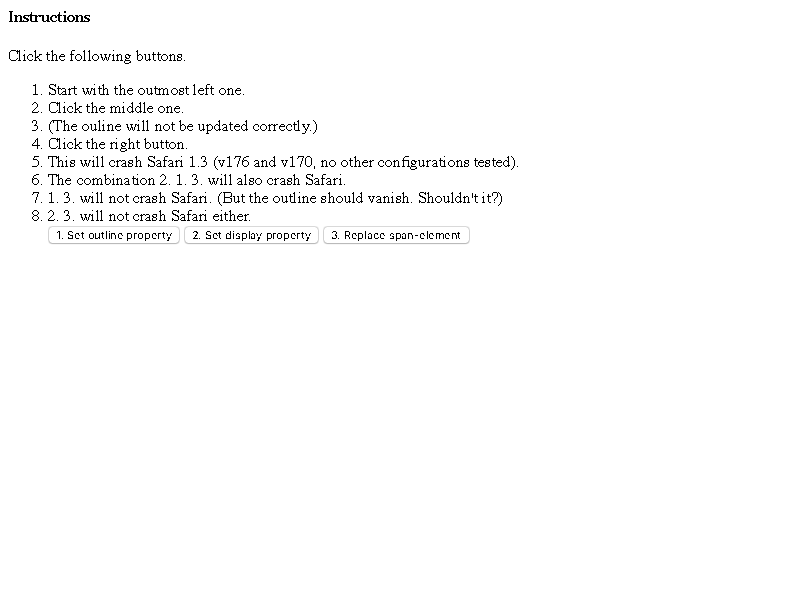 Instructions
Click the following buttons.
1. Start with the outmost left one.
2. Click the middle one.
3. (The ouline will not be updated correctly.)
4. Click the right button.
5. This will crash Safari 1.3 (v176 and v170, no other configurations tested).
6. The combination 2. 1. 3. will also crash Safari.
7. 1. 3. will not crash Safari. (But the outline should vanish. Shouldn't it?)
8. 2. 3. will not crash Safari either.
1. Set outline property 2. Set display property 3. Replace span-element